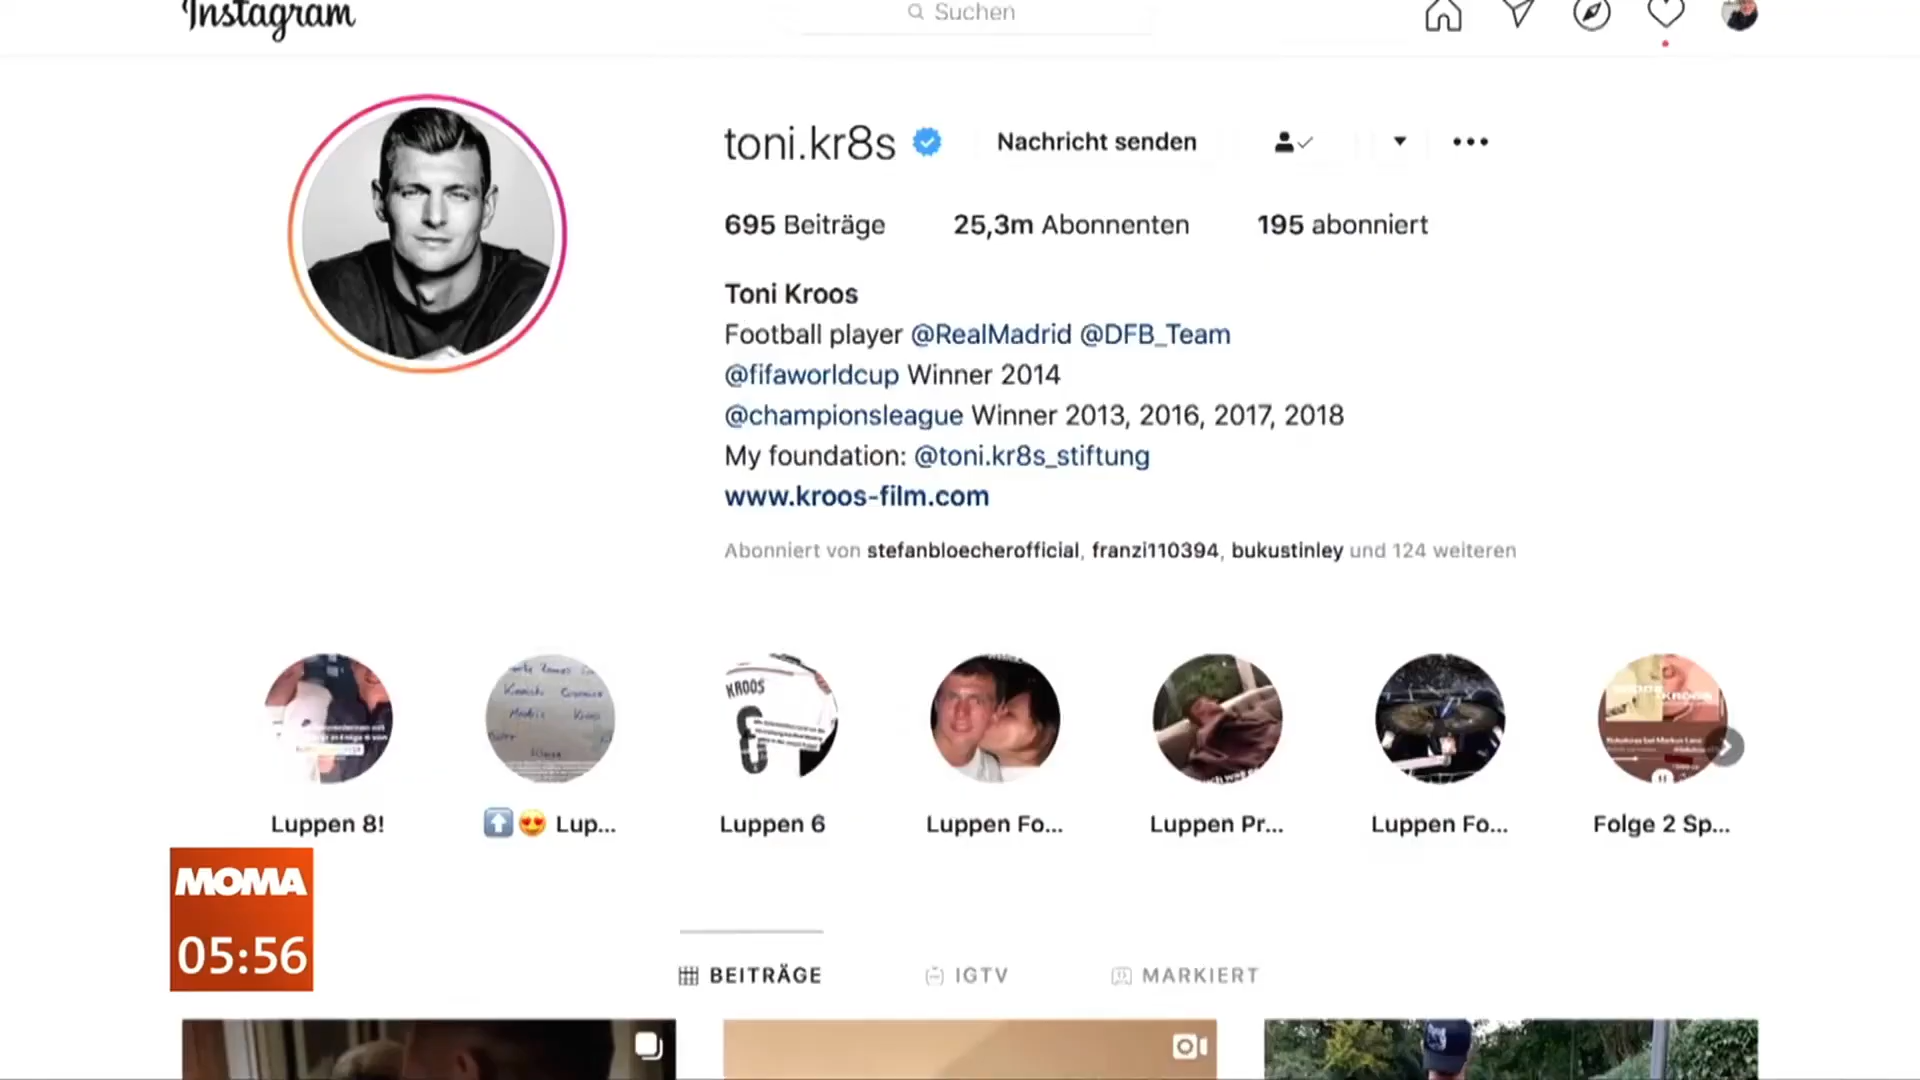 Instagram
Suchen
toni.kr8s
Nachricht senden
695 Beiträge 25,3m Abonnenten 195 abonniert
Toni Kroos
Football player @RealMadrid @DFB_Team
@fifaworldcup Winner 2014
@championsleague Winner 2013, 2016, 2017, 2018
My foundation: @toni.kr8s_stiftung
www.kroos-film.com
Abonniert von stefanbloecherofficial, franzi110394, bukustinley und 124 weiteren
KROOS
8
Luppen 8!
⬆️😍 Lup...
Luppen 6
Luppen Fo...
Luppen Pr...
Luppen Fo...
Folge 2 Sp...
MOMA
05:56
BEITRÄGE
IGTV
MARKIERT